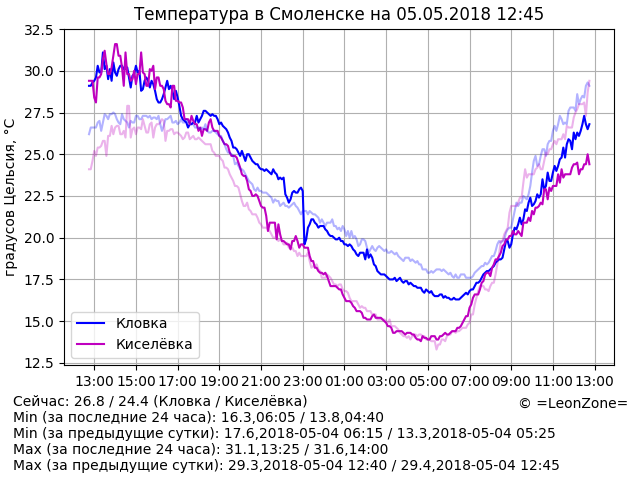 Температура в Смоленске на 05.05.2018 12:45
градусов Цельсия, °C
32.5
30.0
27.5
25.0
22.5
20.0
17.5
15.0
12.5
Кловка
Киселёвка
13:00 15:00 17:00 19:00 21:00 23:00 01:00 03:00 05:00 07:00 09:00 11:00 13:00
Сейчас: 26.8 / 24.4 (Кловка / Киселёвка)
© =LeonZone=
Min (за последние 24 часа): 16.3,06:05 / 13.8,04:40
Min (за предыдущие сутки): 17.6,2018-05-04 06:15 / 13.3,2018-05-04 05:25
Max (за последние 24 часа): 31.1,13:25 / 31.6,14:00
Max (за предыдущие сутки): 29.3,2018-05-04 12:40 / 29.4,2018-05-04 12:45